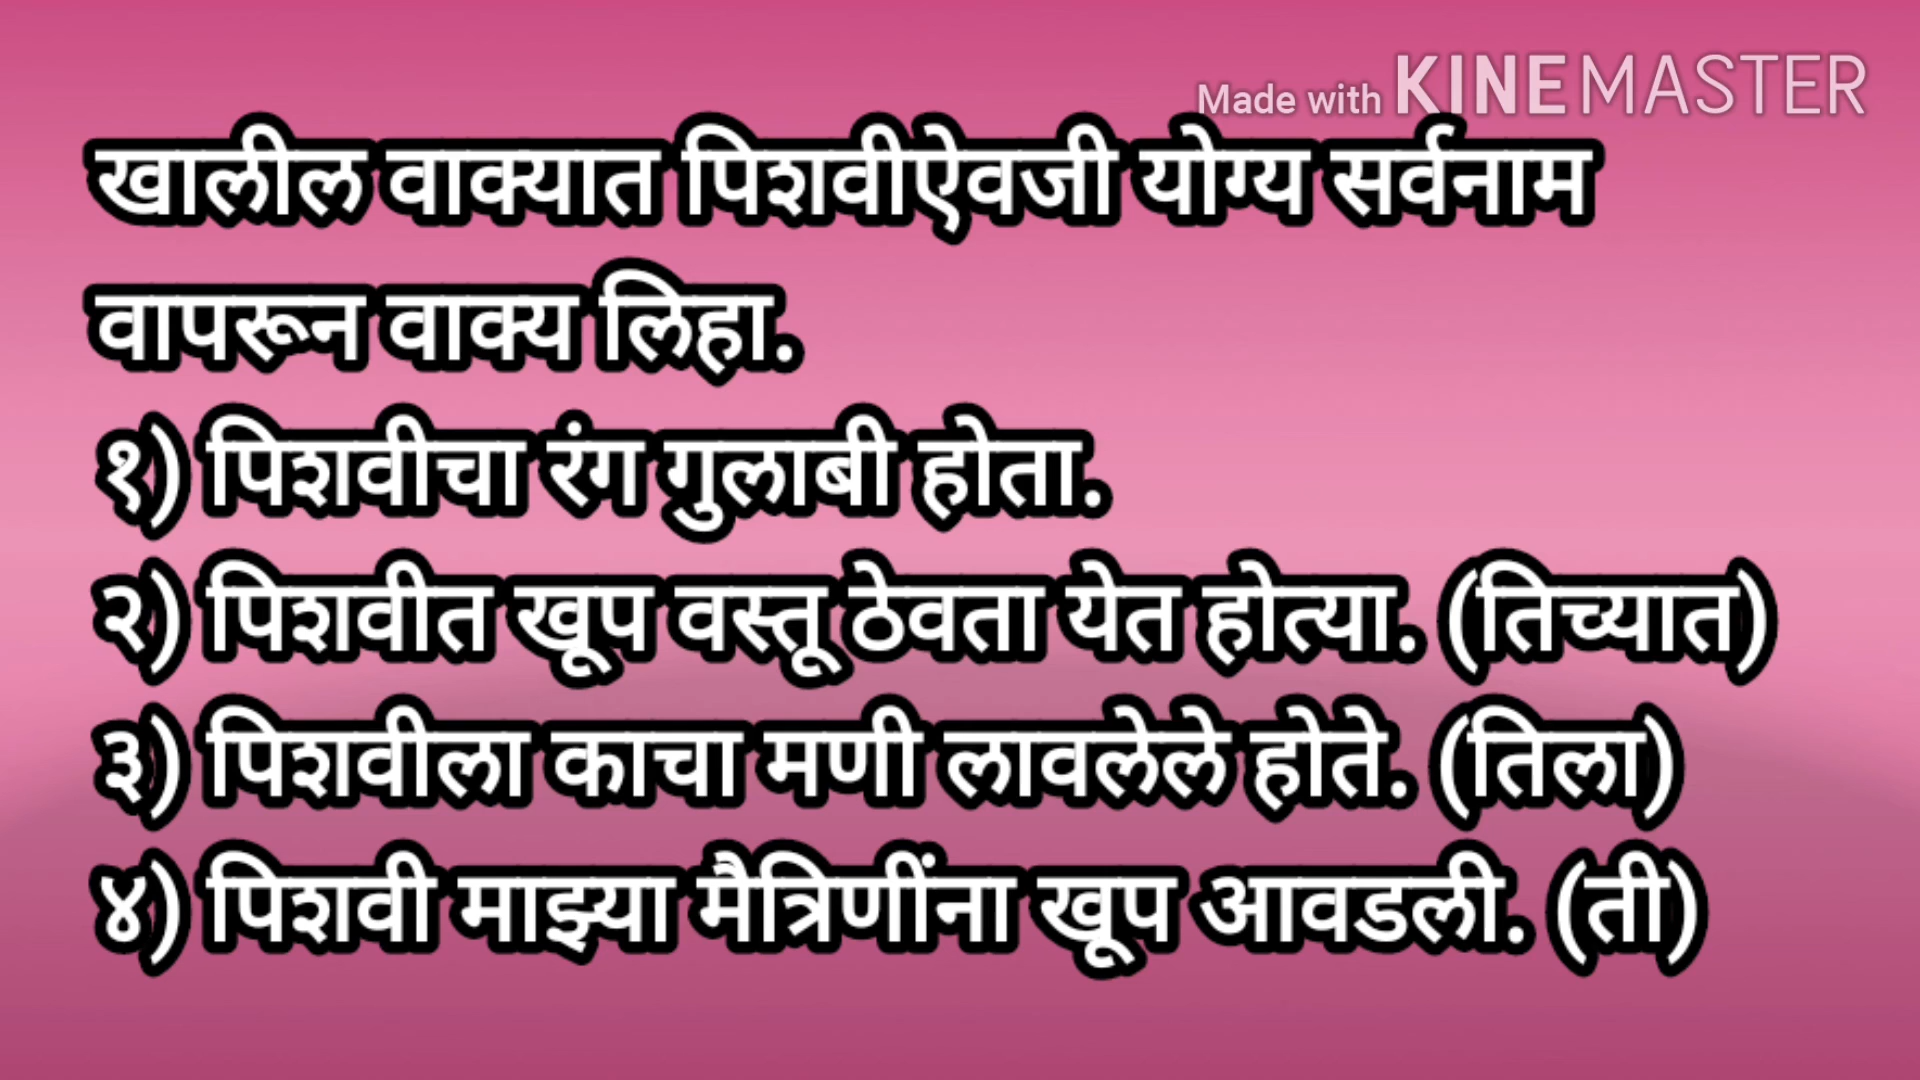 Made with KINEMASTER
खालील वाक्यात पिशवीऐवजी योग्य सर्वनाम
वापरून वाक्य लिहा.
१) पिशवीचा रंग गुलाबी होता.
२) पिशवीत खूप वस्तू ठेवता येत होत्या. (तिच्यात)
३) पिशवीला काचा मणी लावलेले होते. (तिला)
४) पिशवी माझ्या मैत्रिणींना खूप आवडली. (ती)